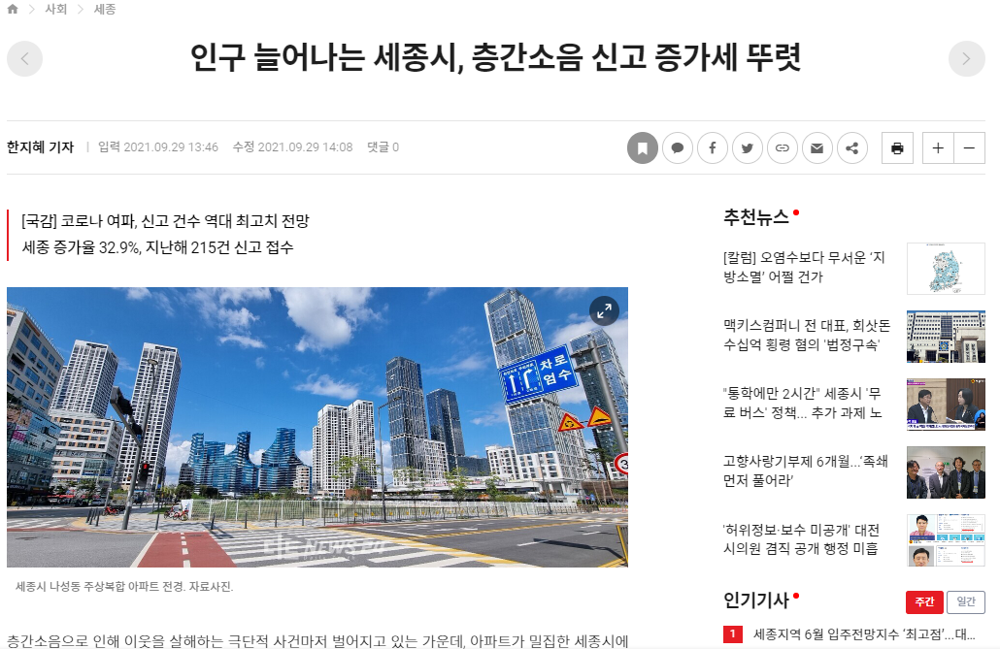 사회 세종
인구 늘어나는 세종시, 층간소음 신고 증가세 뚜렷
한지혜 기자 입력 2021.09.29 13:46 수정 2021.09.29 14:08 댓글 0
[국감] 코로나 여파, 신고 건수 역대 최고치 전망
세종 증가율 32.9%, 지난해 215건 신고 접수
차로
엄수
세종시 나성동 주상복합 아파트 전경. 자료사진.
층간소음으로 인해 이웃을 살해하는 극단적 사건마저 벌어지고 있는 가운데, 아파트가 밀집한 세종시에
추천뉴스
[칼럼] 오염수보다 무서운 ‘지
방소멸’ 어쩔 건가
맥키스컴퍼니 전 대표, 회삿돈
수십억 횡령 혐의 '법정구속'
"통학에만 2시간" 세종시 '무
료 버스' 정책... 추가 과제 노
고향사랑기부제 6개월...‘족쇄
먼저 풀어라’
'허위정보·보수 미공개' 대전
시의원 겸직 공개 행정 미흡
인기기사
주간 일간
1 세종지역 6월 입주전망지수 ‘최고점’...대...